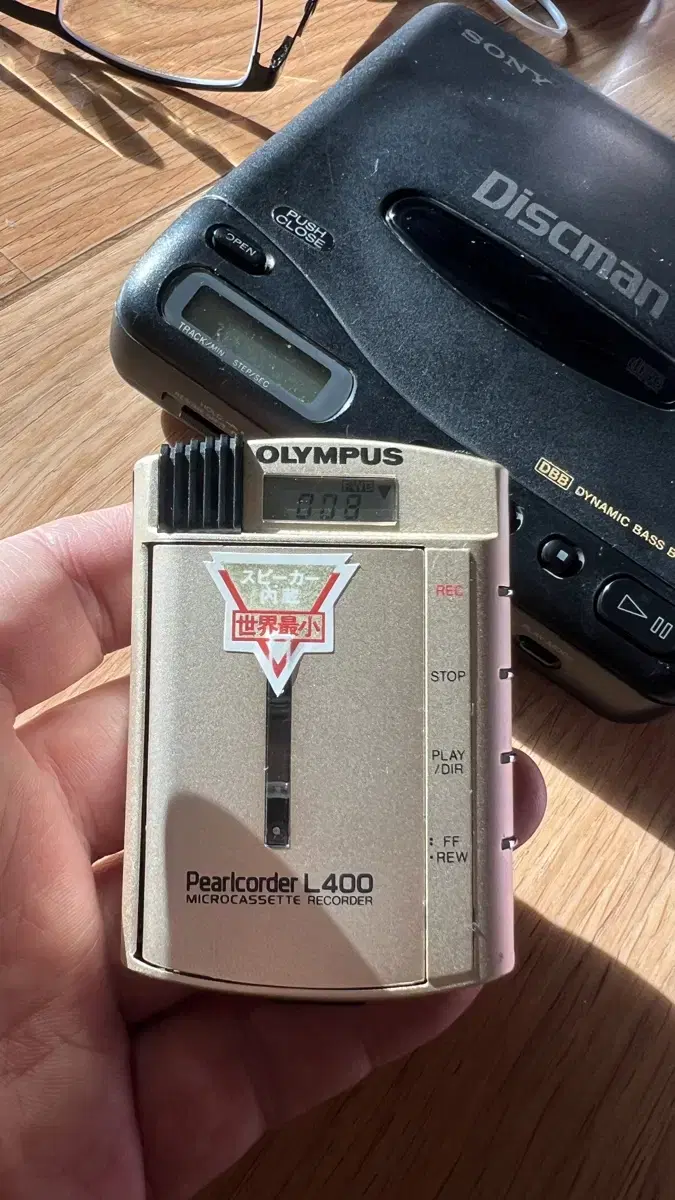 SONY
Discman
PUSH
CLOSE
OPEN
TRACK/MIN STEP/SEC
DBB DYNAMIC BASS B
OLYMPUS
スピーカー
内蔵
世界最小
REC
STOP
PLAY
/DIR
: FF
・REW
Pearlcorder L400
MICROCASSETTE RECORDER